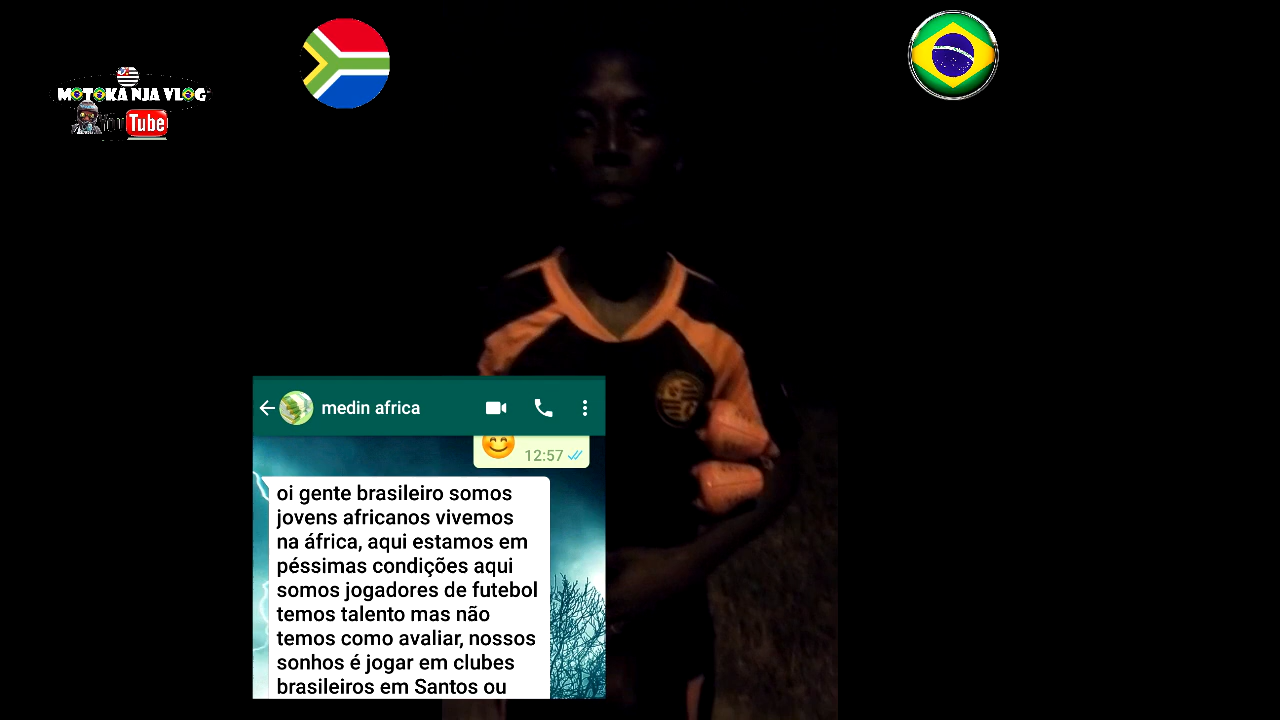 MOTOKA NJA VLOG
YouTube
medin africa
12:57
oi gente brasileiro somos
jovens africanos vivemos
na áfrica, aqui estamos em
péssimas condições aqui
somos jogadores de futebol
temos talento mas não
temos como avaliar, nossos
sonhos é jogar em clubes
brasileiros em Santos ou